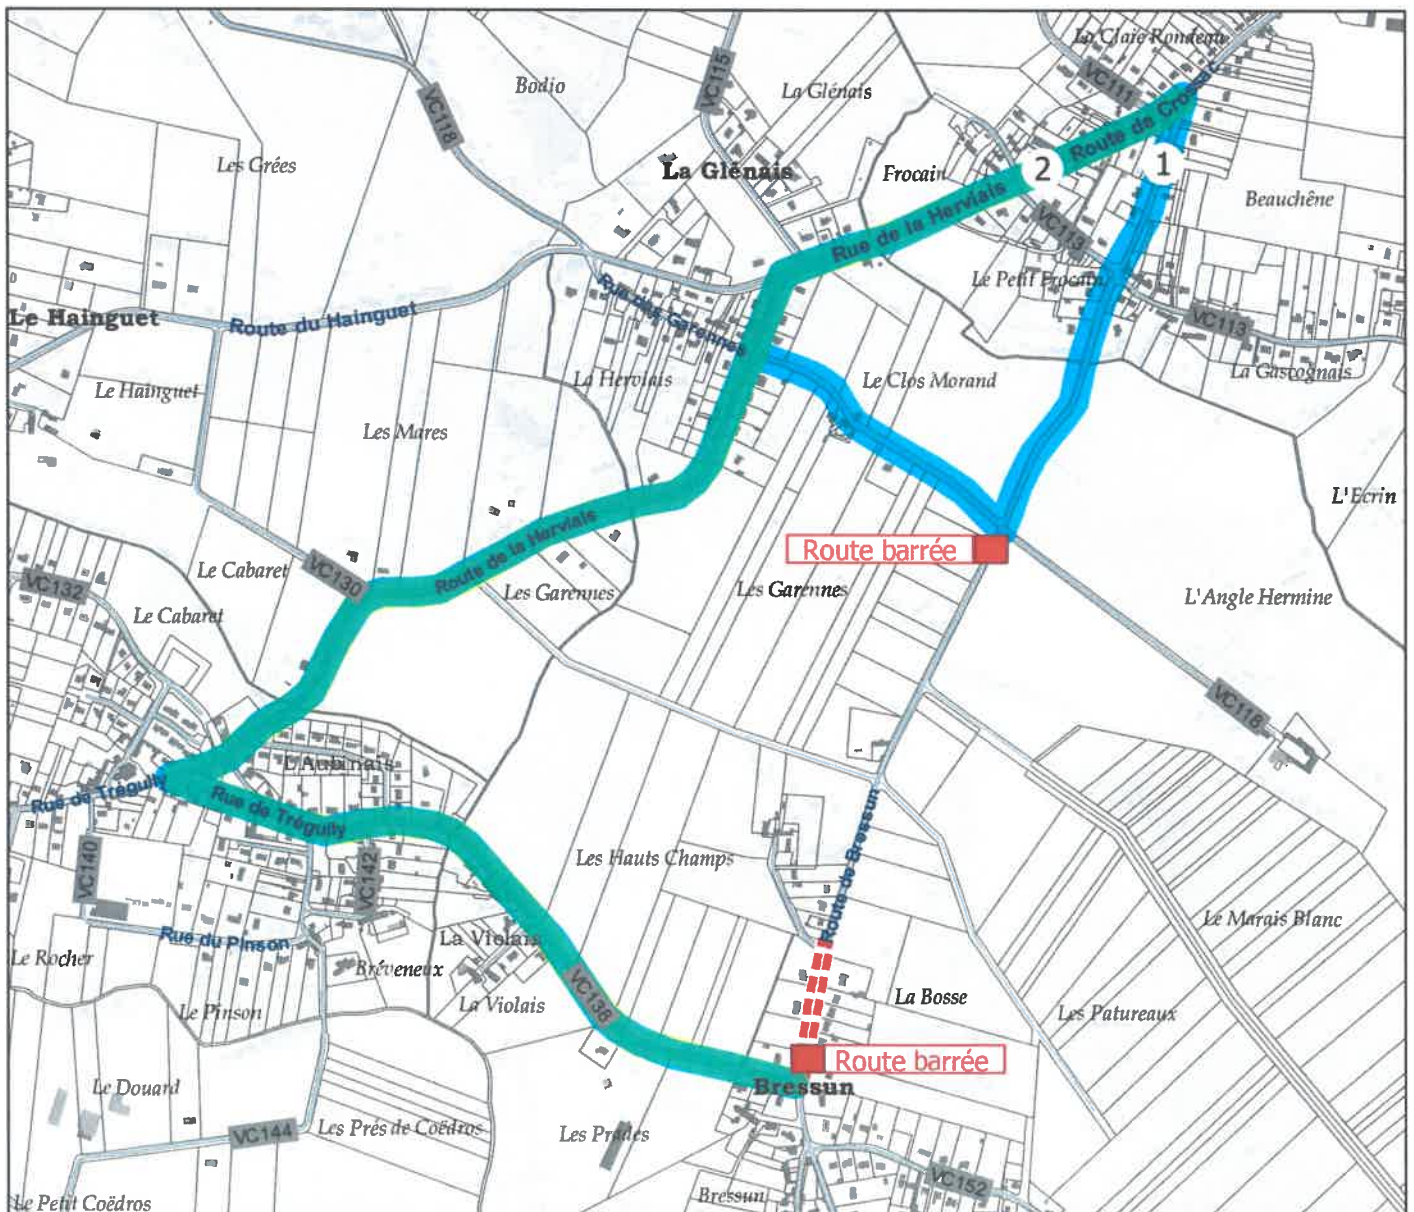 La Claie Rondeau
VC115
Bodio
La Glénais
VC111
VC118
Route de Crossac
Les Grées
La Glénais
Frocain
2
1
Beauchêne
VC113
Rue de la Herviais
Le Petit Frocain
Rue des Garennes
Le Hainguet
Route du Hainguet
VC113
La Gascognais
La Herviais
Le Clos Morand
Le Hainguet
Les Mares
L'Ecrin
Route de la Herviais
Route barrée
Le Cabaret
VC130
Les Garennes
Les Garennes
L'Angle Hermine
VC132
Le Cabaret
VC118
L'Aubinais
Rue de Tréguily
Rue de Tréguily
Route de Bressun
VC140
VC142
Les Hauts Champs
Le Marais Blanc
Rue du Pinson
La Violais
Le Rocher
Bréveneux
La Violais
VC138
La Bosse
Le Pinson
Les Patureaux
Route barrée
Le Douard
Bressun
VC144
Les Prés de Coëdros
Les Prades
VC152
Bressun
Le Petit Coëdros